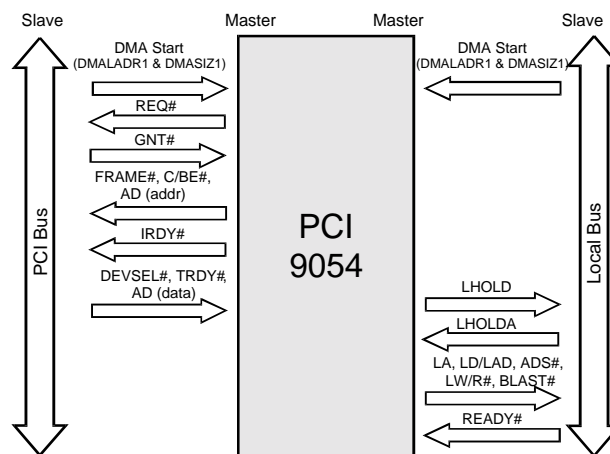 Slave
Master
Master
Slave
DMA Start
(DMALADR1 & DMASIZ1)
DMA Start
(DMALADR1 & DMASIZ1)
REQ#
GNT#
FRAME#, C/BE#,
AD (addr)
IRDY#
DEVSEL#, TRDY#,
AD (data)
PCI Bus
PCI
9054
LHOLD
LHOLDA
LA, LD/LAD, ADS#,
LW/R#, BLAST#
READY#
Local Bus